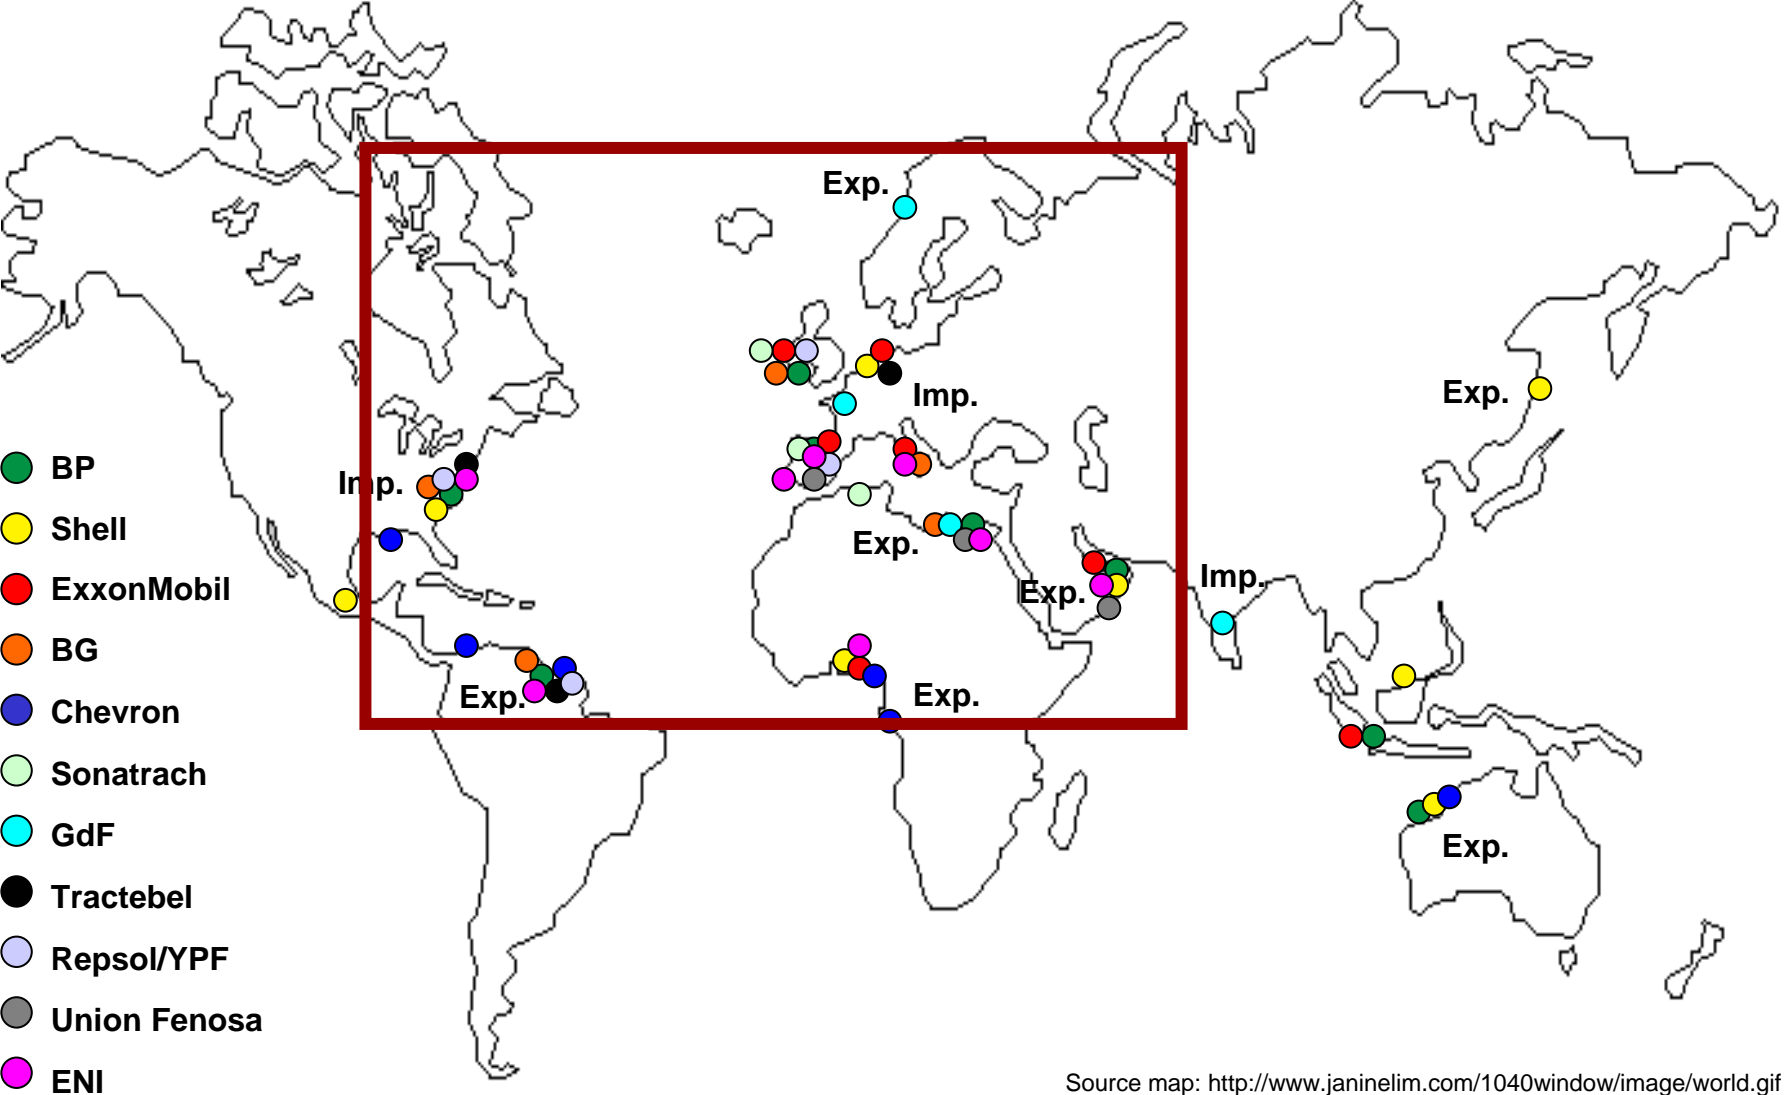 Exp.
Imp.
Exp.
BP
Imp.
Shell
Exp.
Imp.
ExxonMobil
Exp.
BG
Exp.
Exp.
Chevron
Sonatrach
GdF
Exp.
Tractebel
Repsol/YPF
Union Fenosa
ENI
Source map: http://www.janinelim.com/1040window/image/world.gif